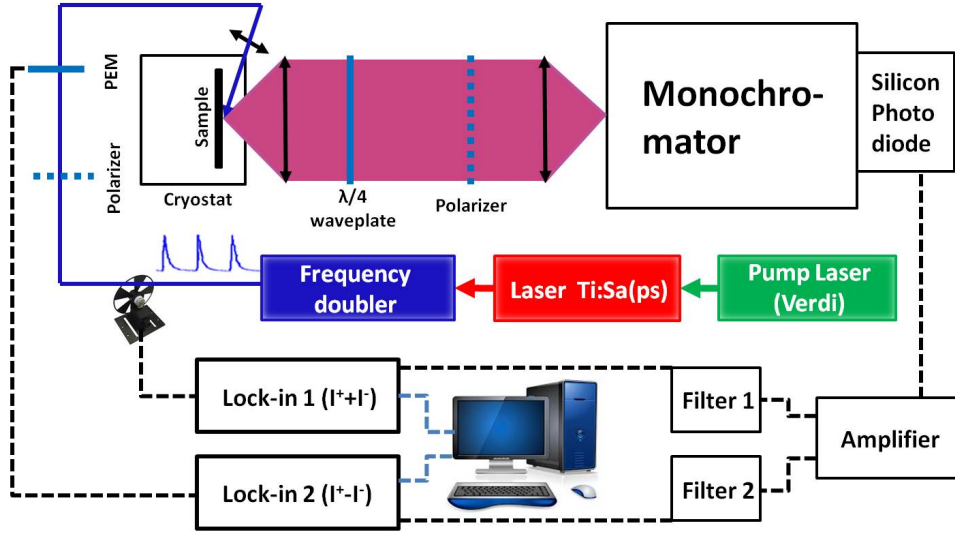 PEM
Polarizer
Sample
Cryostat
λ/4
waveplate
Polarizer
Monochro-
mator
Silicon
Photo
diode
Frequency
doubler
Laser Ti:Sa(ps)
Pump Laser
(Verdi)
Lock-in 1 (I⁺+I⁻)
Filter 1
Amplifier
Lock-in 2 (I⁺-I⁻)
Filter 2